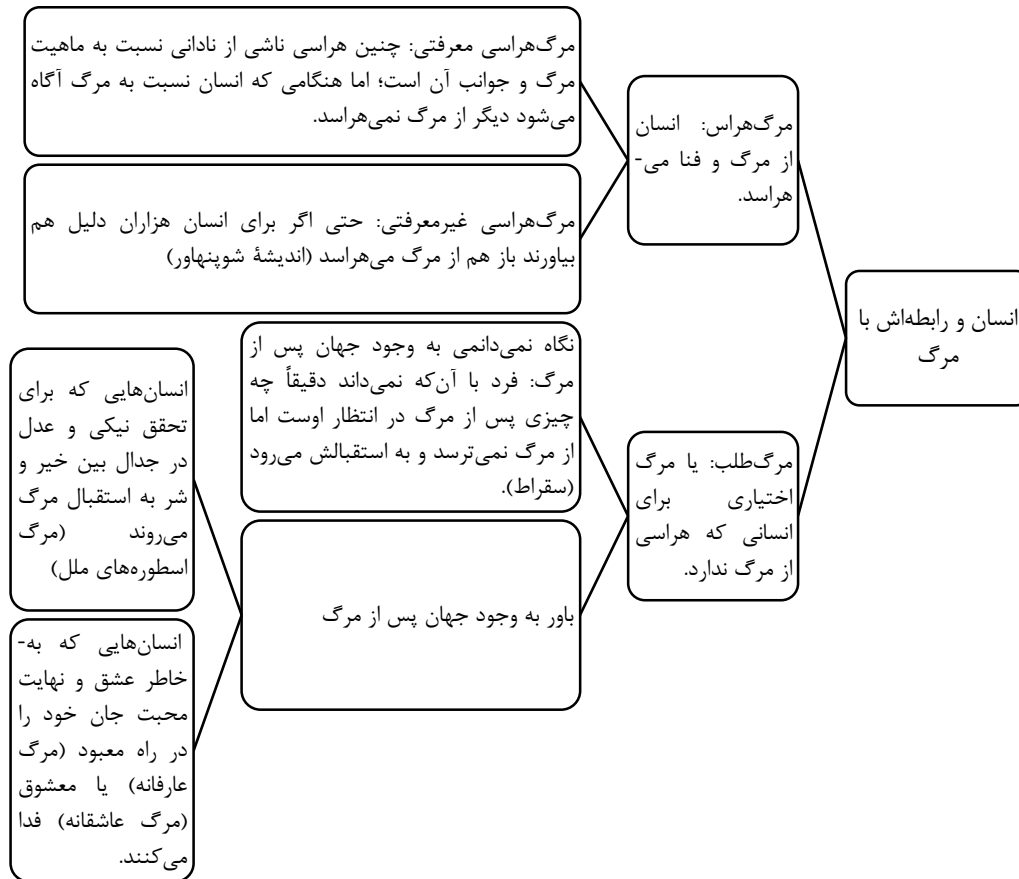 انسان و رابطه‌اش با
مرگ
مرگ‌هراس: انسان
از مرگ و فنا می-
هراسد.
مرگ‌هراسی معرفتی: چنین هراسی ناشی از نادانی نسبت به ماهیت
مرگ و جوانب آن است؛ اما هنگامی که انسان نسبت به مرگ آگاه
می‌شود دیگر از مرگ نمی‌هراسد.
مرگ‌هراسی غیرمعرفتی: حتی اگر برای انسان هزاران دلیل هم
بیاورند باز هم از مرگ می‌هراسد (اندیشۀ شوپنهاور)
مرگ‌طلب: یا مرگ
اختیاری برای
انسانی که هراسی
از مرگ ندارد.
نگاه نمی‌دانمی به وجود جهان پس از
مرگ: فرد با آن‌که نمی‌داند دقیقاً چه
چیزی پس از مرگ در انتظار اوست اما
از مرگ نمی‌ترسد و به استقبالش می‌رود
(سقراط).
باور به وجود جهان پس از مرگ
انسان‌هایی که برای
تحقق نیکی و عدل
در جدال بین خیر و
شر به استقبال مرگ
می‌روند (مرگ
اسطوره‌های ملل)
انسان‌هایی که به-
خاطر عشق و نهایت
محبت جان خود را
در راه معبود (مرگ
عارفانه) یا معشوق
(مرگ عاشقانه) فدا
می‌کنند.